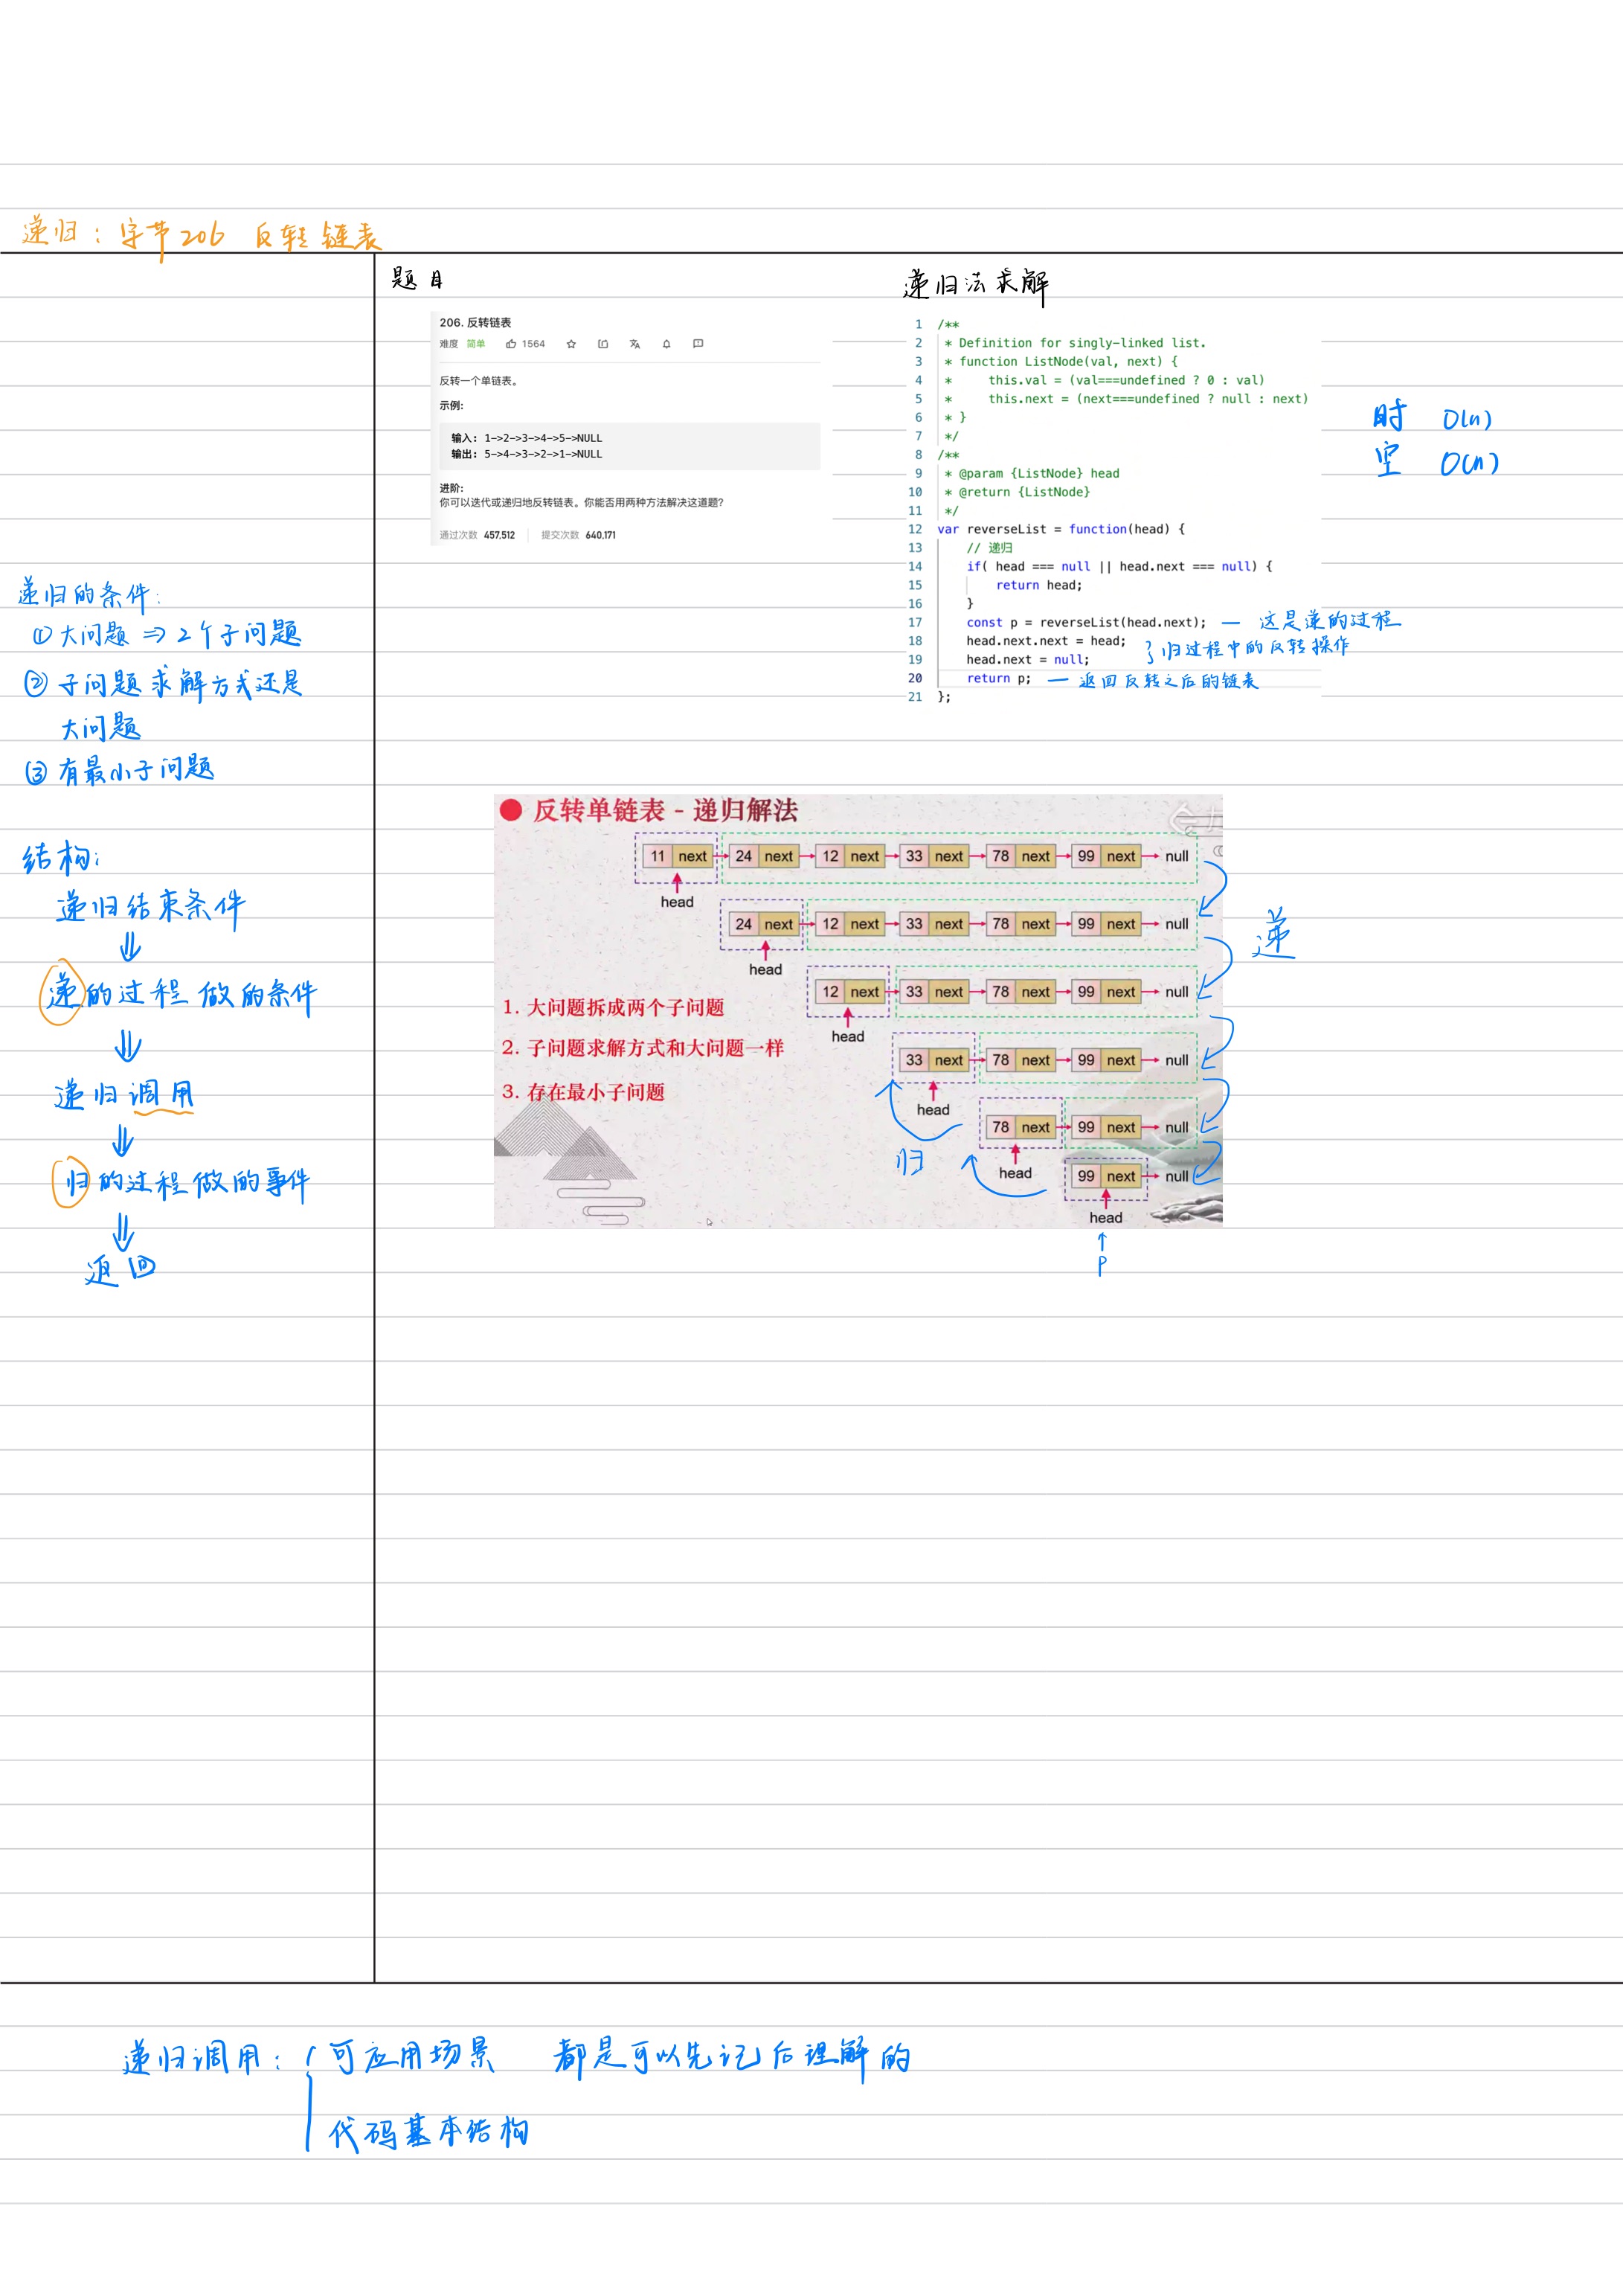 递归：字节206 反转链表
递归的条件：
①大问题⇒2个子问题
②子问题求解方式还是
大问题
③有最小子问题
结构：
递归结束条件
⇓
递的过程做的条件
⇓
递归调用
⇓
归的过程做的事件
⇓
返回
题目
206. 反转链表
难度 简单 1564
反转一个单链表。
示例:
输入: 1->2->3->4->5->NULL
输出: 5->4->3->2->1->NULL
进阶:
你可以迭代或递归地反转链表。你能否用两种方法解决这道题?
通过次数 457,512 提交次数 640,171
递归法求解
1 /**
2 * Definition for singly-linked list.
3 * function ListNode(val, next) {
4 * this.val = (val===undefined ? 0 : val)
5 * this.next = (next===undefined ? null : next)
6 * }
7 */
8 /**
9 * @param {ListNode} head
10 * @return {ListNode}
11 */
12 var reverseList = function(head) {
13 // 递归
14 if( head === null || head.next === null) {
15 return head;
16 }
17 const p = reverseList(head.next); — 这是递的过程
18 head.next.next = head;
19 head.next = null; } 归过程中的反转操作
20 return p; — 返回反转之后的链表
21 };
时 O(n)
空 O(n)
反转单链表 - 递归解法
11 next 24 next 12 next 33 next 78 next 99 next null
head
24 next 12 next 33 next 78 next 99 next null
head
递
12 next 33 next 78 next 99 next null
head
1. 大问题拆成两个子问题
2. 子问题求解方式和大问题一样
3. 存在最小子问题
33 next 78 next 99 next null
head
78 next 99 next null
head
归
99 next null
head
P
递归调用： 可应用场景 都是可以先记后理解的
代码基本结构